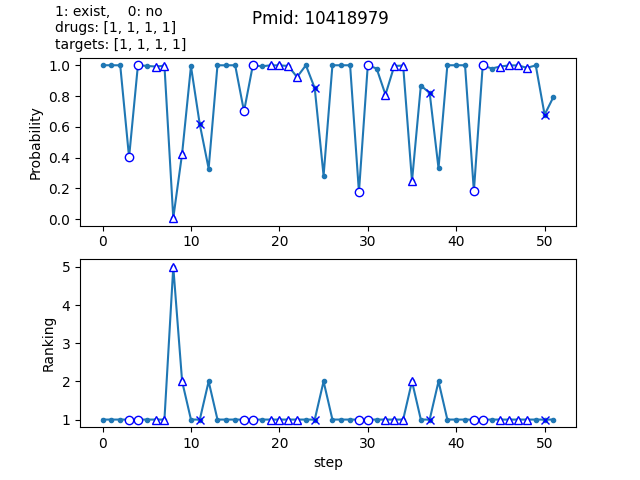 1: exist,    0: no
drugs: [1, 1, 1, 1]
targets: [1, 1, 1, 1]
Pmid: 10418979
Probability
1.0
0.8
0.6
0.4
0.2
0.0
0 10 20 30 40 50
Ranking
5
4
3
2
1
0 10 20 30 40 50
step